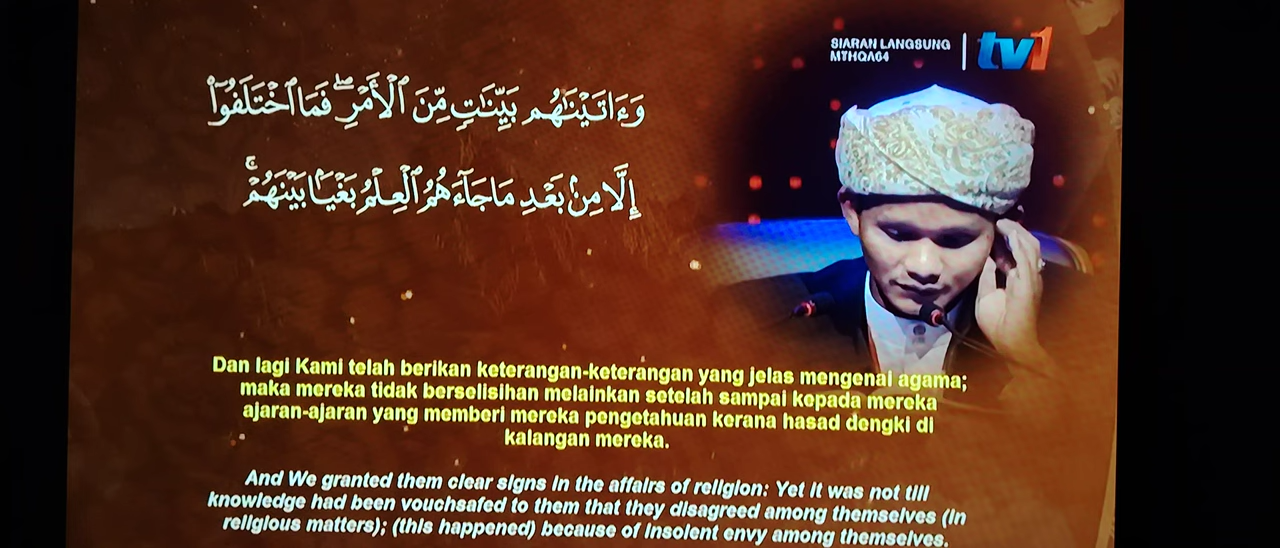 SIARAN LANGSUNG
MTHQA64
tv1
وَءَاتَيْنَٰهُم بَيِّنَٰتٍ مِّنَ ٱلْأَمْرِ ۖ فَمَا ٱخْتَلَفُوٓا۟
إِلَّا مِنۢ بَعْدِ مَا جَآءَهُمُ ٱلْعِلْمُ بَغْيًۢا بَيْنَهُمْ ۚ
Dan lagi Kami telah berikan keterangan-keterangan yang jelas mengenai agama;
maka mereka tidak berselisihan melainkan setelah sampai kepada mereka
ajaran-ajaran yang memberi mereka pengetahuan kerana hasad dengki di
kalangan mereka.
And We granted them clear signs in the affairs of religion: Yet it was not till
knowledge had been vouchsafed to them that they disagreed among themselves (in
religious matters); (this happened) because of insolent envy among themselves.